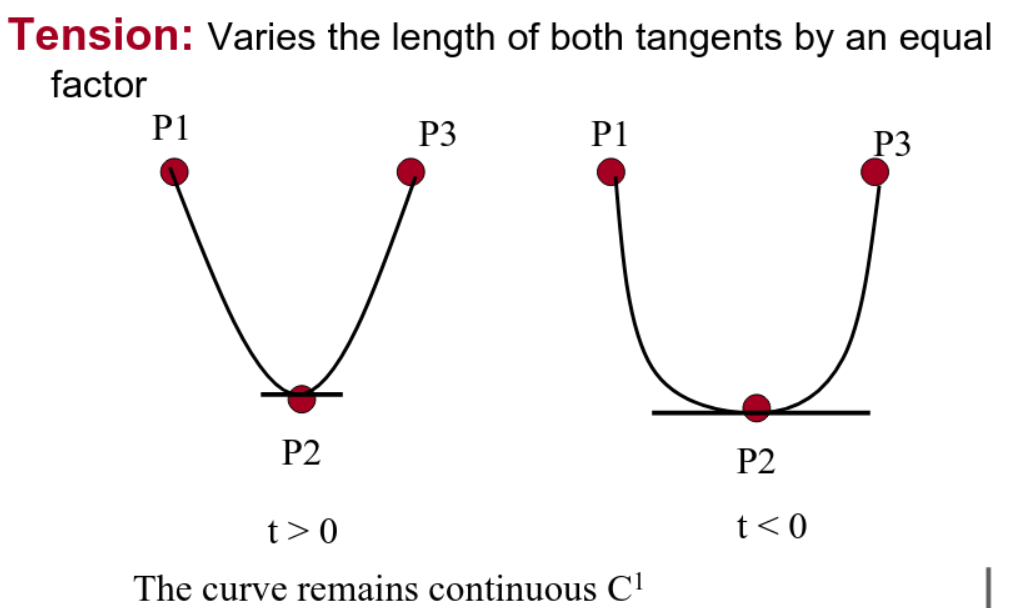 Tension: Varies the length of both tangents by an equal
factor
P1
P3
P1
P3
P2
P2
t > 0
t < 0
The curve remains continuous C¹